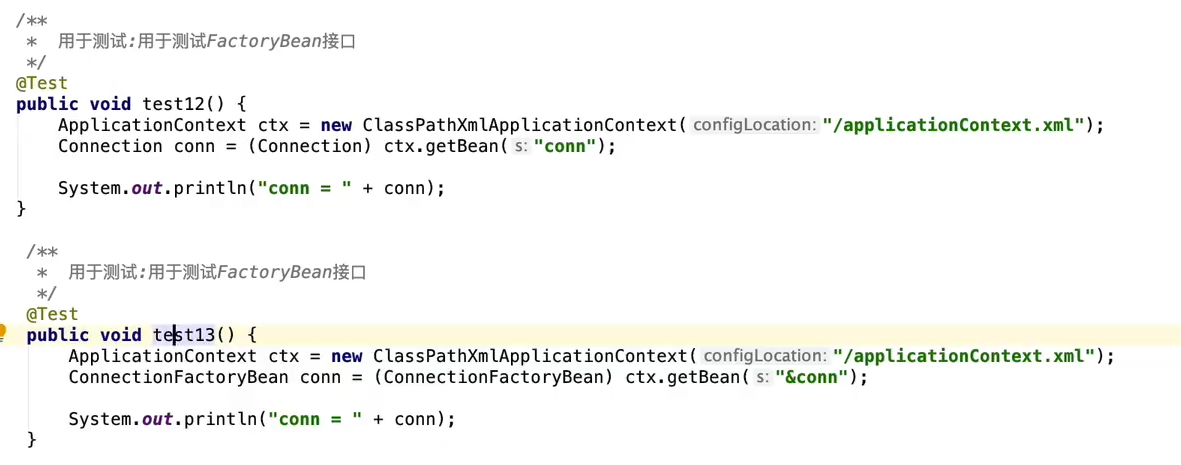 /**
* 用于测试:用于测试FactoryBean接口
*/
@Test
public void test12() {
ApplicationContext ctx = new ClassPathXmlApplicationContext( configLocation: "/applicationContext.xml");
Connection conn = (Connection) ctx.getBean( s: "conn");
System.out.println("conn = " + conn);
}
/**
* 用于测试:用于测试FactoryBean接口
*/
@Test
public void test13() {
ApplicationContext ctx = new ClassPathXmlApplicationContext( configLocation: "/applicationContext.xml");
ConnectionFactoryBean conn = (ConnectionFactoryBean) ctx.getBean( s: "&conn");
System.out.println("conn = " + conn);
}